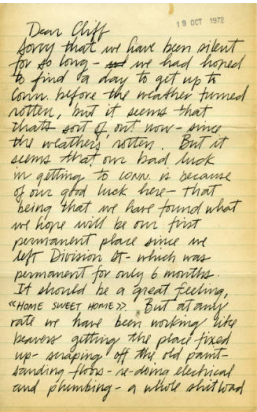 19 OCT 1972
Dear Cliff
Sorry that we have been silent
for so long - we had hoped
to find a day to get up to
Conn. before the weather turned
rotten, but it seems that
thats sort of out now - since
the weathers rotten. But it
seems that our bad luck
in getting to conn. is because
of our good luck here - that
being that we have found what
we hope will be our first
permanent place since we
left Division St - which was
permanent for only 6 months.
It should be a great feeling,
"HOME SWEET HOME". But at any
rate we have been working like
beavers getting the place fixed
up - scraping off the old paint -
sanding floors - re-doing electrical
and plumbing - a whole shitload